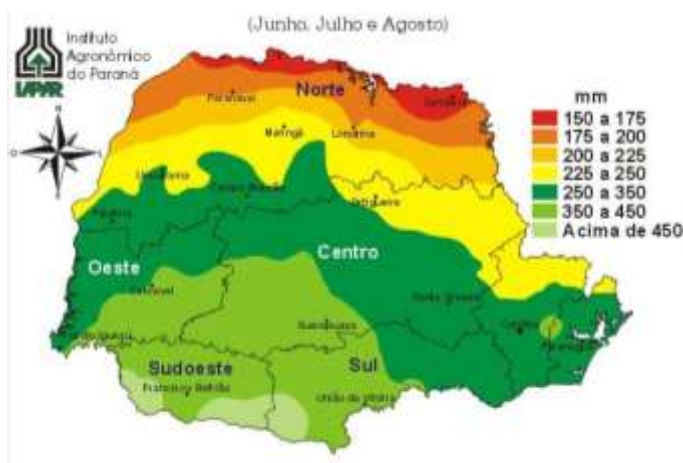 (Junho, Julho e Agosto)
Instituto
Agronômico
do Paraná
IAPAR
N
O
L
S
mm
150 a 175
175 a 200
200 a 225
225 a 250
250 a 350
350 a 450
Acima de 450
Norte
Paranavaí
Maringá
Londrina
Umuarama
Campo Mourão
Centro
Oeste
Cascavel
Ponta Grossa
Curitiba
Guarapuava
Sudoeste
Sul
Francisco Beltrão
União da Vitória